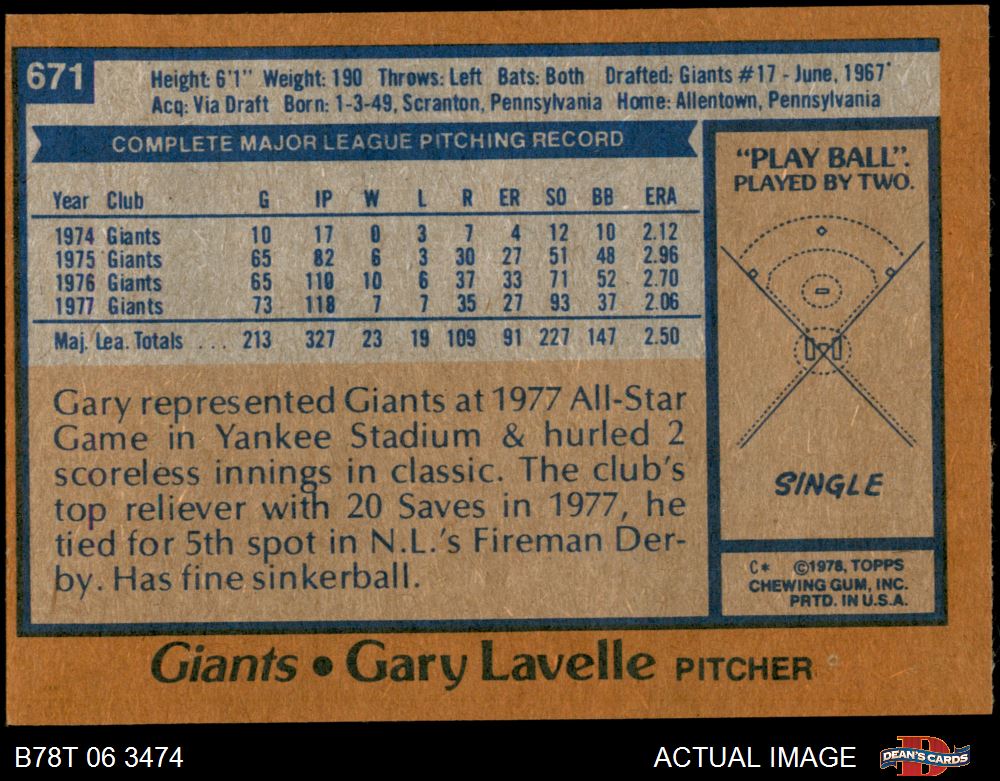 671
Height: 6'1" Weight: 190 Throws: Left Bats: Both Drafted: Giants #17 - June, 1967*
Acq: Via Draft Born: 1-3-49, Scranton, Pennsylvania Home: Allentown, Pennsylvania
COMPLETE MAJOR LEAGUE PITCHING RECORD
Year Club G IP W L R ER SO BB ERA
1974 Giants 10 17 0 3 7 4 12 10 2.12
1975 Giants 65 82 6 3 30 27 51 48 2.96
1976 Giants 65 110 10 6 37 33 71 52 2.70
1977 Giants 73 118 7 7 35 27 93 37 2.06
Maj. Lea. Totals ... 213 327 23 19 109 91 227 147 2.50
Gary represented Giants at 1977 All-Star
Game in Yankee Stadium & hurled 2
scoreless innings in classic. The club's
top reliever with 20 Saves in 1977, he
tied for 5th spot in N.L.'s Fireman Der-
by. Has fine sinkerball.
"PLAY BALL".
PLAYED BY TWO.
SINGLE
C* ©1978, TOPPS
CHEWING GUM, INC.
PRTD. IN U.S.A.
Giants • Gary Lavelle PITCHER
B78T 06 3474
ACTUAL IMAGE
DEAN'S CARDS